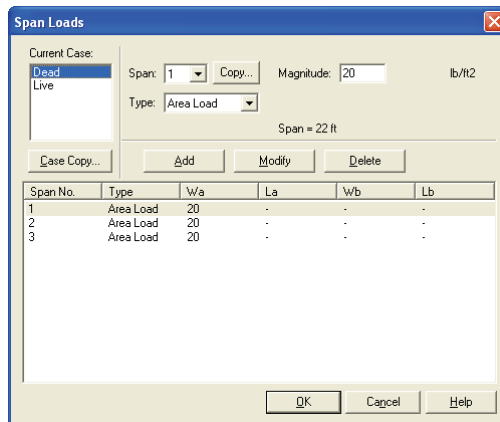 Span Loads
Current Case:
Dead
Live
Span: 1 Copy... Magnitude: 20 lb/ft2
Type: Area Load
Span = 22 ft
Case Copy... Add Modify Delete
Span No. Type Wa La Wb Lb
1 Area Load 20 - - -
2 Area Load 20 - - -
3 Area Load 20 - - -
OK Cancel Help